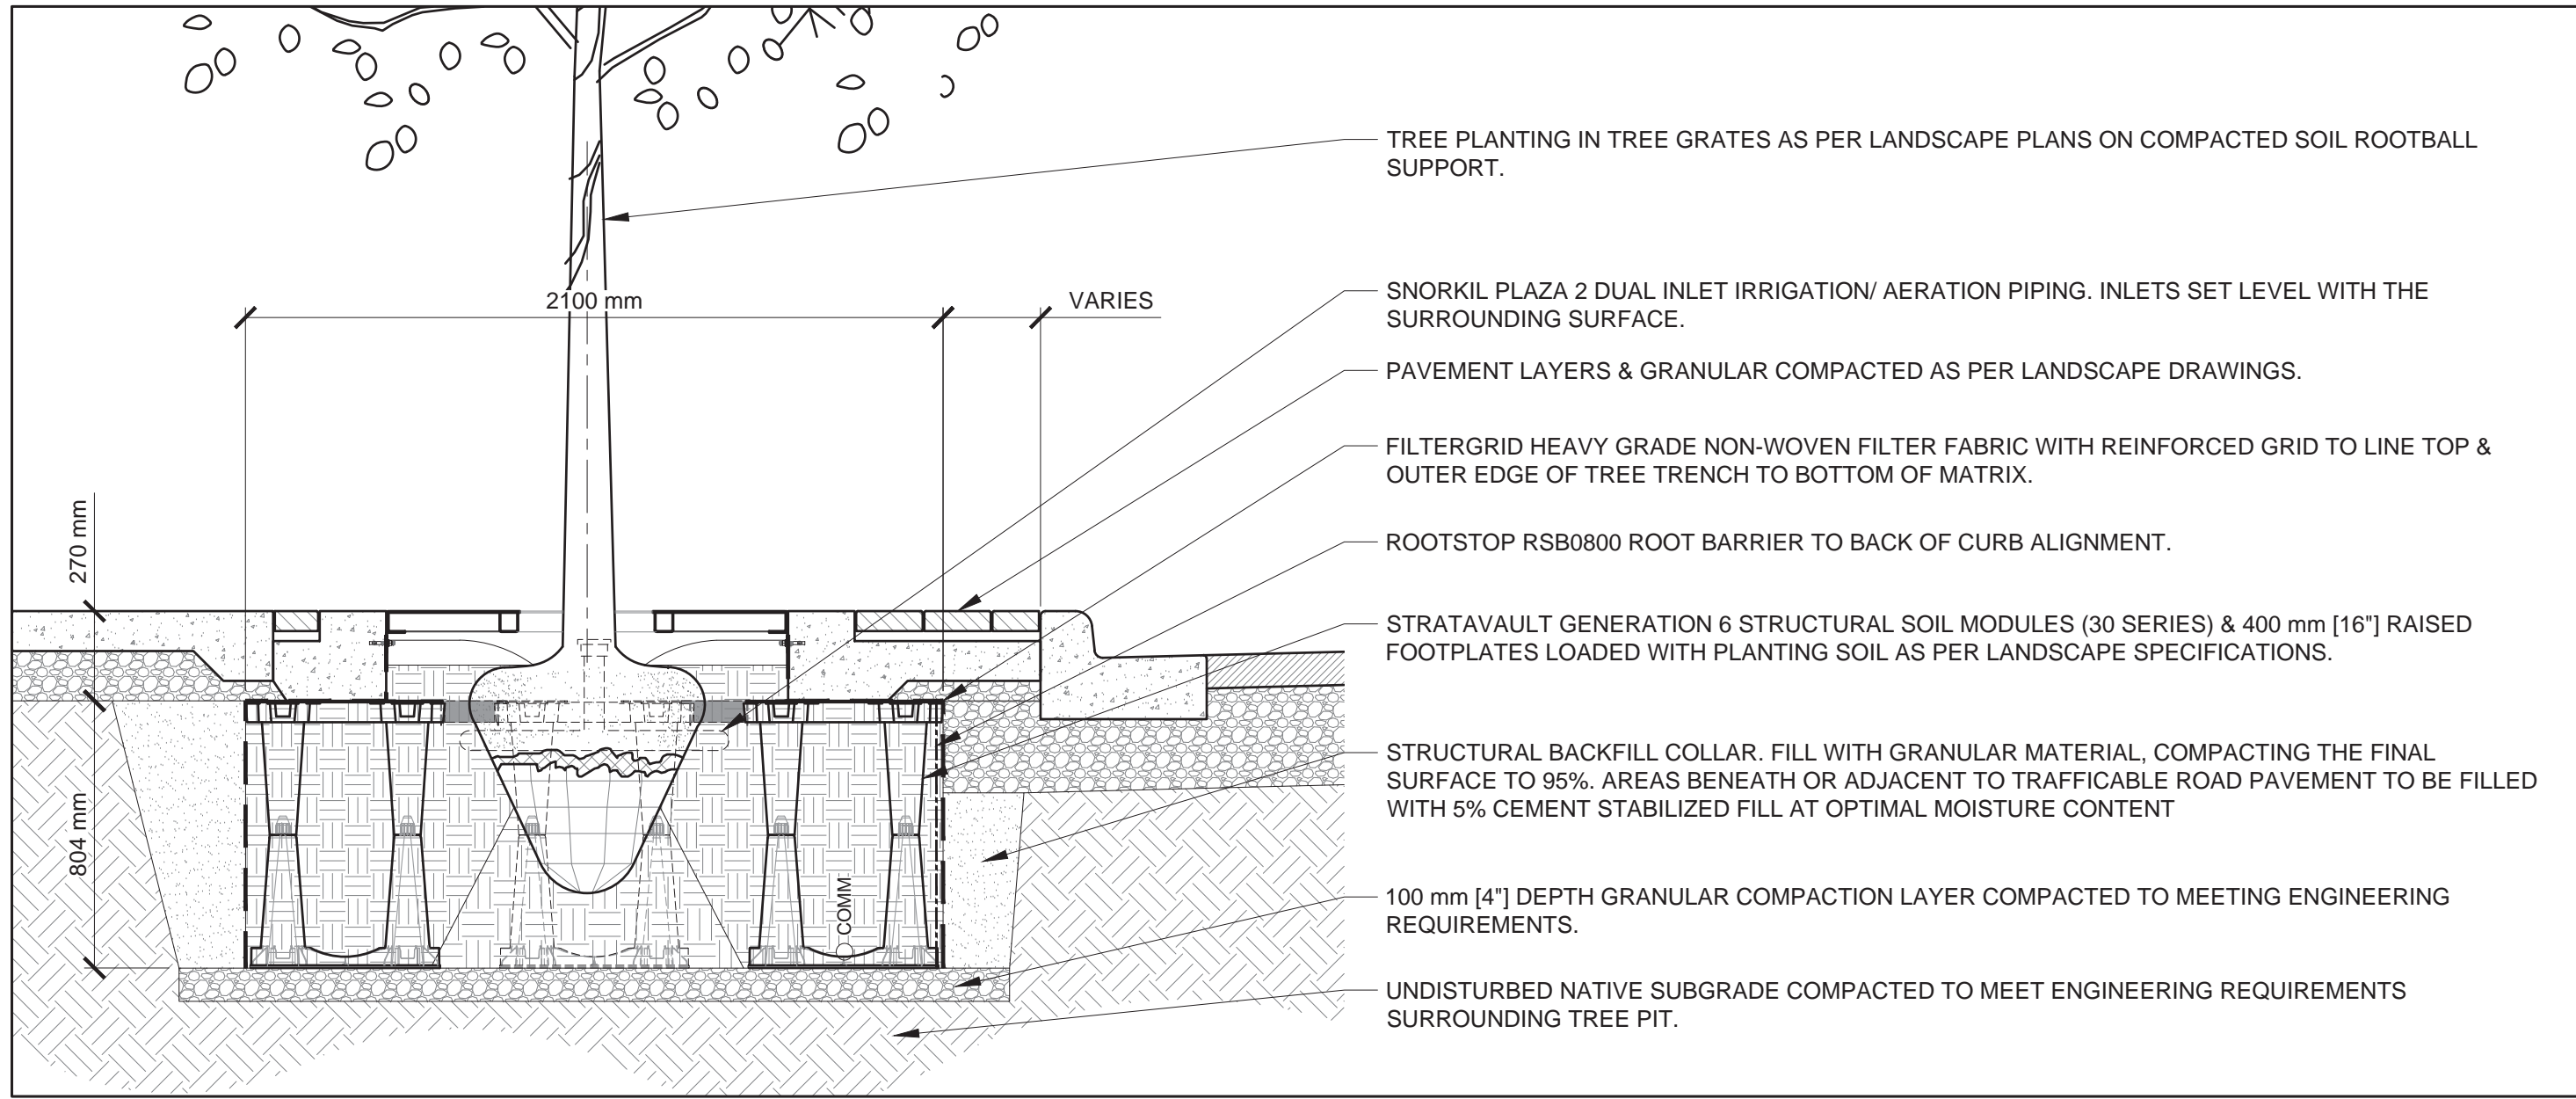 TREE PLANTING IN TREE GRATES AS PER LANDSCAPE PLANS ON COMPACTED SOIL ROOTBALL
SUPPORT.
2100 mm
VARIES
SNORKIL PLAZA 2 DUAL INLET IRRIGATION/ AERATION PIPING. INLETS SET LEVEL WITH THE
SURROUNDING SURFACE.
PAVEMENT LAYERS & GRANULAR COMPACTED AS PER LANDSCAPE DRAWINGS.
FILTERGRID HEAVY GRADE NON-WOVEN FILTER FABRIC WITH REINFORCED GRID TO LINE TOP &
OUTER EDGE OF TREE TRENCH TO BOTTOM OF MATRIX.
270 mm
ROOTSTOP RSB0800 ROOT BARRIER TO BACK OF CURB ALIGNMENT.
STRATAVAULT GENERATION 6 STRUCTURAL SOIL MODULES (30 SERIES) & 400 mm [16"] RAISED
FOOTPLATES LOADED WITH PLANTING SOIL AS PER LANDSCAPE SPECIFICATIONS.
STRUCTURAL BACKFILL COLLAR. FILL WITH GRANULAR MATERIAL, COMPACTING THE FINAL
SURFACE TO 95%. AREAS BENEATH OR ADJACENT TO TRAFFICABLE ROAD PAVEMENT TO BE FILLED
WITH 5% CEMENT STABILIZED FILL AT OPTIMAL MOISTURE CONTENT
804 mm
COMM
100 mm [4"] DEPTH GRANULAR COMPACTION LAYER COMPACTED TO MEETING ENGINEERING
REQUIREMENTS.
UNDISTURBED NATIVE SUBGRADE COMPACTED TO MEET ENGINEERING REQUIREMENTS
SURROUNDING TREE PIT.